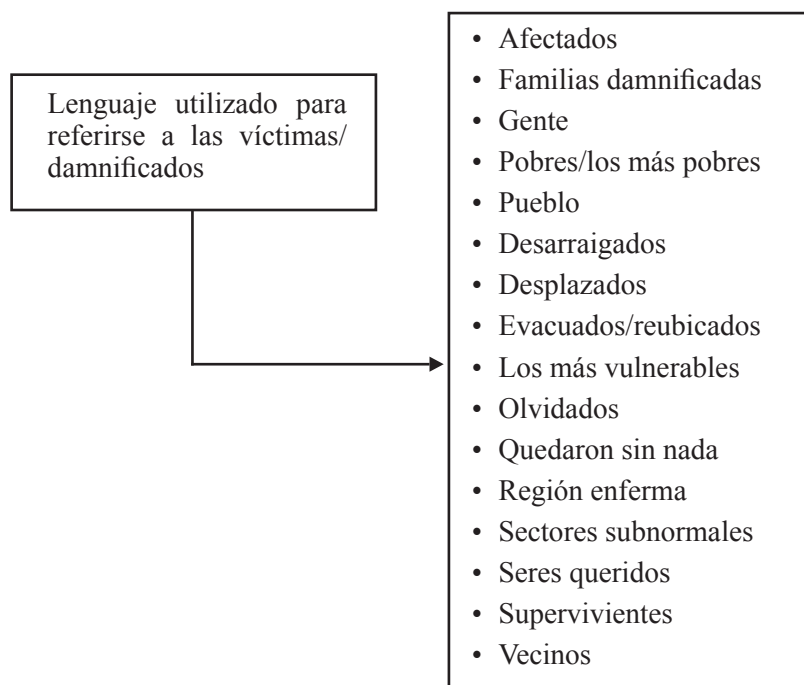 Lenguaje utilizado para
referirse a las víctimas/
damnificados
• Afectados
• Familias damnificadas
• Gente
• Pobres/los más pobres
• Pueblo
• Desarraigados
• Desplazados
• Evacuados/reubicados
• Los más vulnerables
• Olvidados
• Quedaron sin nada
• Región enferma
• Sectores subnormales
• Seres queridos
• Supervivientes
• Vecinos